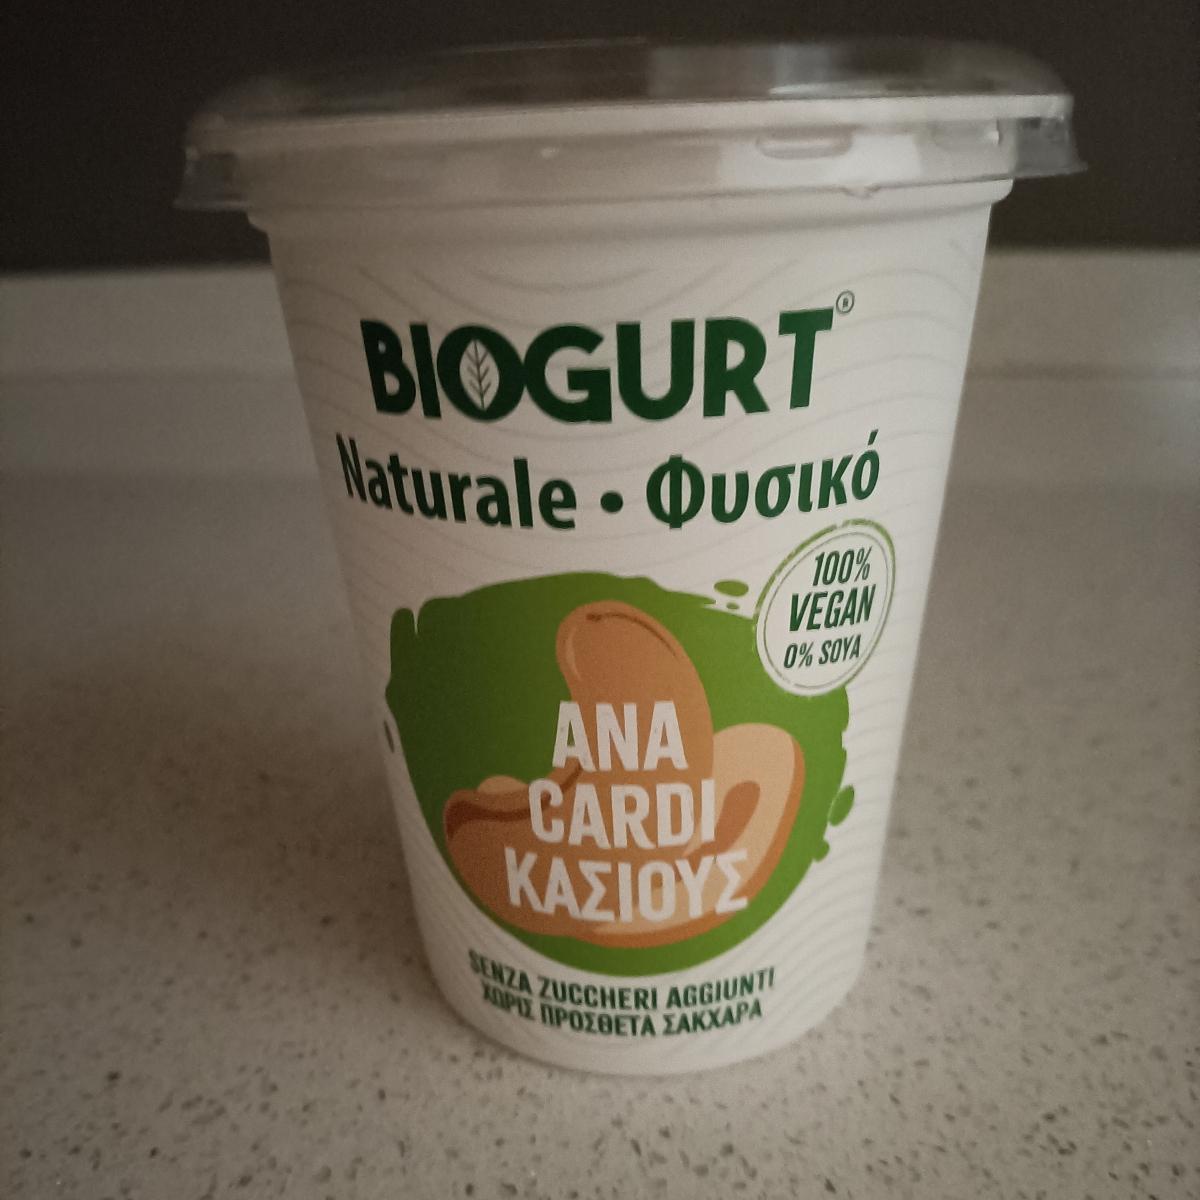 BIOGURT®
Naturale • Φυσικό
100%
VEGAN
0% SOYA
ANA
CARDI
ΚΑΣΙΟΥΣ
SENZA ZUCCHERI AGGIUNTI
ΧΩΡΙΣ ΠΡΟΣΘΕΤΑ ΣΑΚΧΑΡΑ